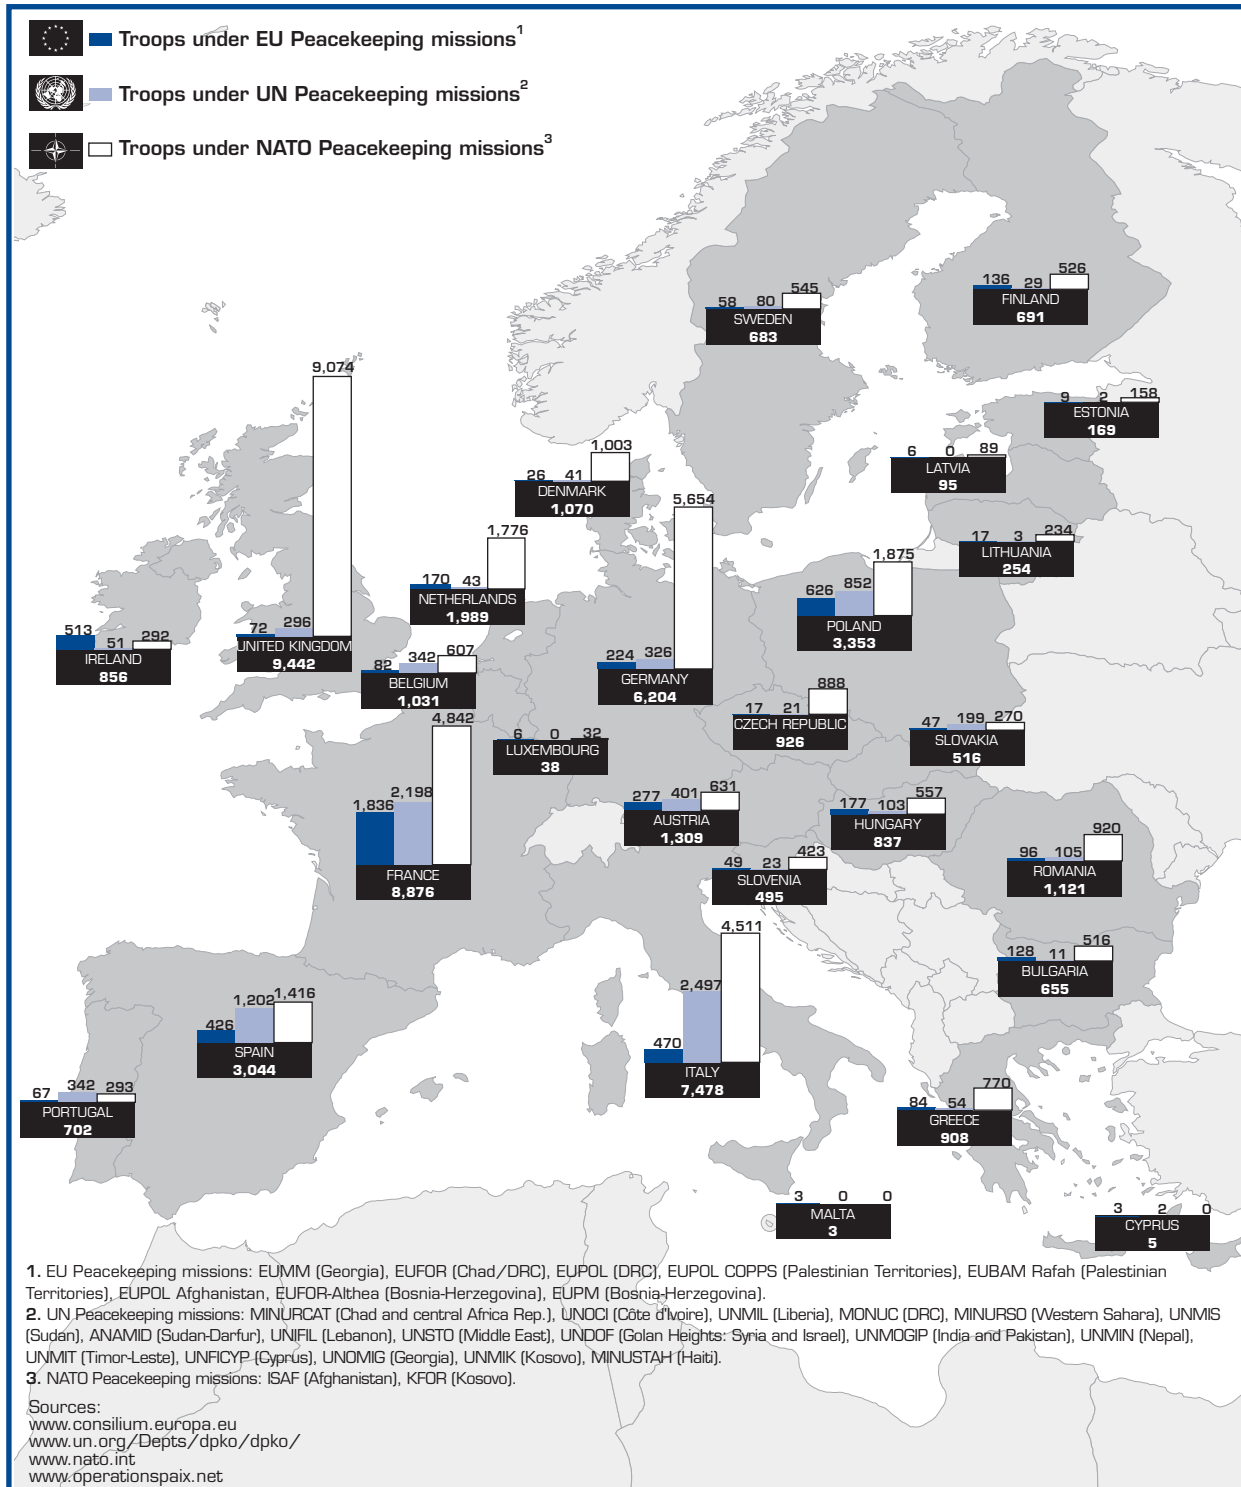 Troops under EU Peacekeeping missions1
Troops under UN Peacekeeping missions2
Troops under NATO Peacekeeping missions3
136 29 526
FINLAND
691
58 80 545
SWEDEN
683
9,074
72 296
UNITED KINGDOM
9,442
9 2 158
ESTONIA
169
6 0 89
LATVIA
95
26 41 1,003
DENMARK
1,070
17 3 234
LITHUANIA
254
170 43 1,776
NETHERLANDS
1,989
224 326 5,654
GERMANY
6,204
626 852 1,875
POLAND
3,353
513 51 292
IRELAND
856
82 342 607
BELGIUM
1,031
17 21 888
CZECH REPUBLIC
926
47 199 270
SLOVAKIA
516
6 0 32
LUXEMBOURG
38
1,836 2,198 4,842
FRANCE
8,876
277 401 631
AUSTRIA
1,309
177 103 557
HUNGARY
837
96 105 920
ROMANIA
1,121
49 23 423
SLOVENIA
495
128 11 516
BULGARIA
655
426 1,202 1,416
SPAIN
3,044
470 2,497 4,511
ITALY
7,478
67 342 293
PORTUGAL
702
84 54 770
GREECE
908
3 0 0
MALTA
3
3 2 0
CYPRUS
5
1. EU Peacekeeping missions: EUMM (Georgia), EUFOR (Chad/DRC), EUPOL (DRC), EUPOL COPPS (Palestinian Territories), EUBAM Rafah (Palestinian
Territories), EUPOL Afghanistan, EUFOR-Althea (Bosnia-Herzegovina), EUPM (Bosnia-Herzegovina).
2. UN Peacekeeping missions: MINURCAT (Chad and central Africa Rep.), UNOCI (Côte d'Ivoire), UNMIL (Liberia), MONUC (DRC), MINURSO (Western Sahara), UNMIS
(Sudan), ANAMID (Sudan-Darfur), UNIFIL (Lebanon), UNSTO (Middle East), UNDOF (Golan Heights: Syria and Israel), UNMOGIP (India and Pakistan), UNMIN (Nepal),
UNMIT (Timor-Leste), UNFICYP (Cyprus), UNOMIG (Georgia), UNMIK (Kosovo), MINUSTAH (Haiti).
3. NATO Peacekeeping missions: ISAF (Afghanistan), KFOR (Kosovo).
Sources:
www.consilium.europa.eu
www.un.org/Depts/dpko/dpko/
www.nato.int
www.operationspaix.net